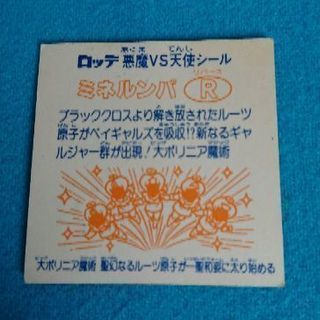 ロッテ 悪魔VS天使シール
ミネルンバ R
ブラッククロスより解き放されたルーツ
原子がベイギャルズを吸収!?新なるギャ
ルジャー群が出現!大ポリニア魔術
大ポリニア魔術 聖幻なるルーツ原子が一聖和姿に太り始める